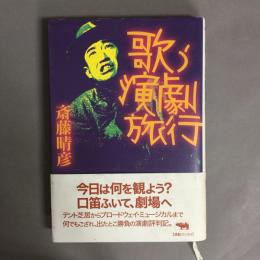 歌う
演劇
旅行
斎藤晴彦
今日は何を観よう？
口笛ふいて、劇場へ
テント芝居からブロードウェイ・ミュージカルまで
何でもござれ、出たとこ勝負の演劇評判記。